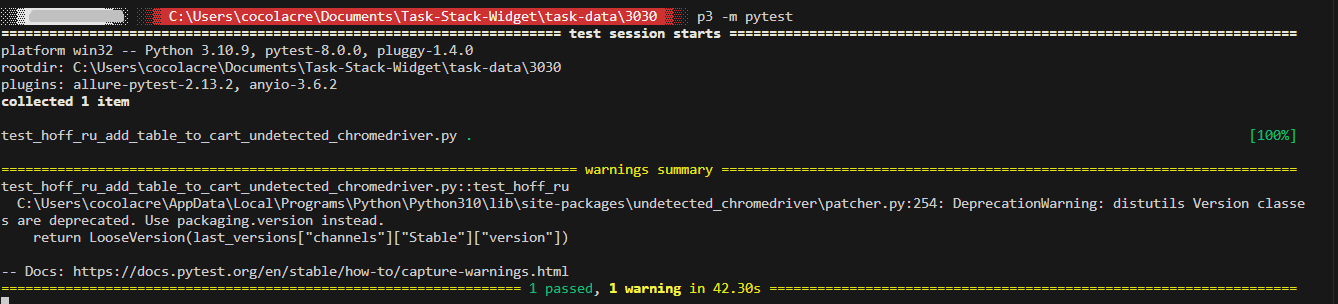 C:\Users\cocolacre\Documents\Task-Stack-Widget\task-data\3030 p3 -m pytest
============================= test session starts =============================
platform win32 -- Python 3.10.9, pytest-8.0.0, pluggy-1.4.0
rootdir: C:\Users\cocolacre\Documents\Task-Stack-Widget\task-data\3030
plugins: allure-pytest-2.13.2, anyio-3.6.2
collected 1 item
test_hoff_ru_add_table_to_cart_undetected_chromedriver.py . [100%]
============================= warnings summary =============================
test_hoff_ru_add_table_to_cart_undetected_chromedriver.py::test_hoff_ru
C:\Users\cocolacre\AppData\Local\Programs\Python\Python310\lib\site-packages\undetected_chromedriver\patcher.py:254: DeprecationWarning: distutils Version classe
s are deprecated. Use packaging.version instead.
return LooseVersion(last_versions["channels"]["Stable"]["version"])
-- Docs: https://docs.pytest.org/en/stable/how-to/capture-warnings.html
============================= 1 passed, 1 warning in 42.30s =============================